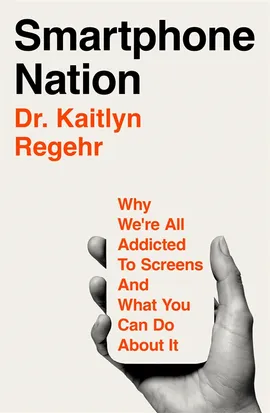 Smartphone
Nation
Dr. Kaitlyn
Regehr
Why
We're All
Addicted
To Screens
And
What You
Can Do
About It